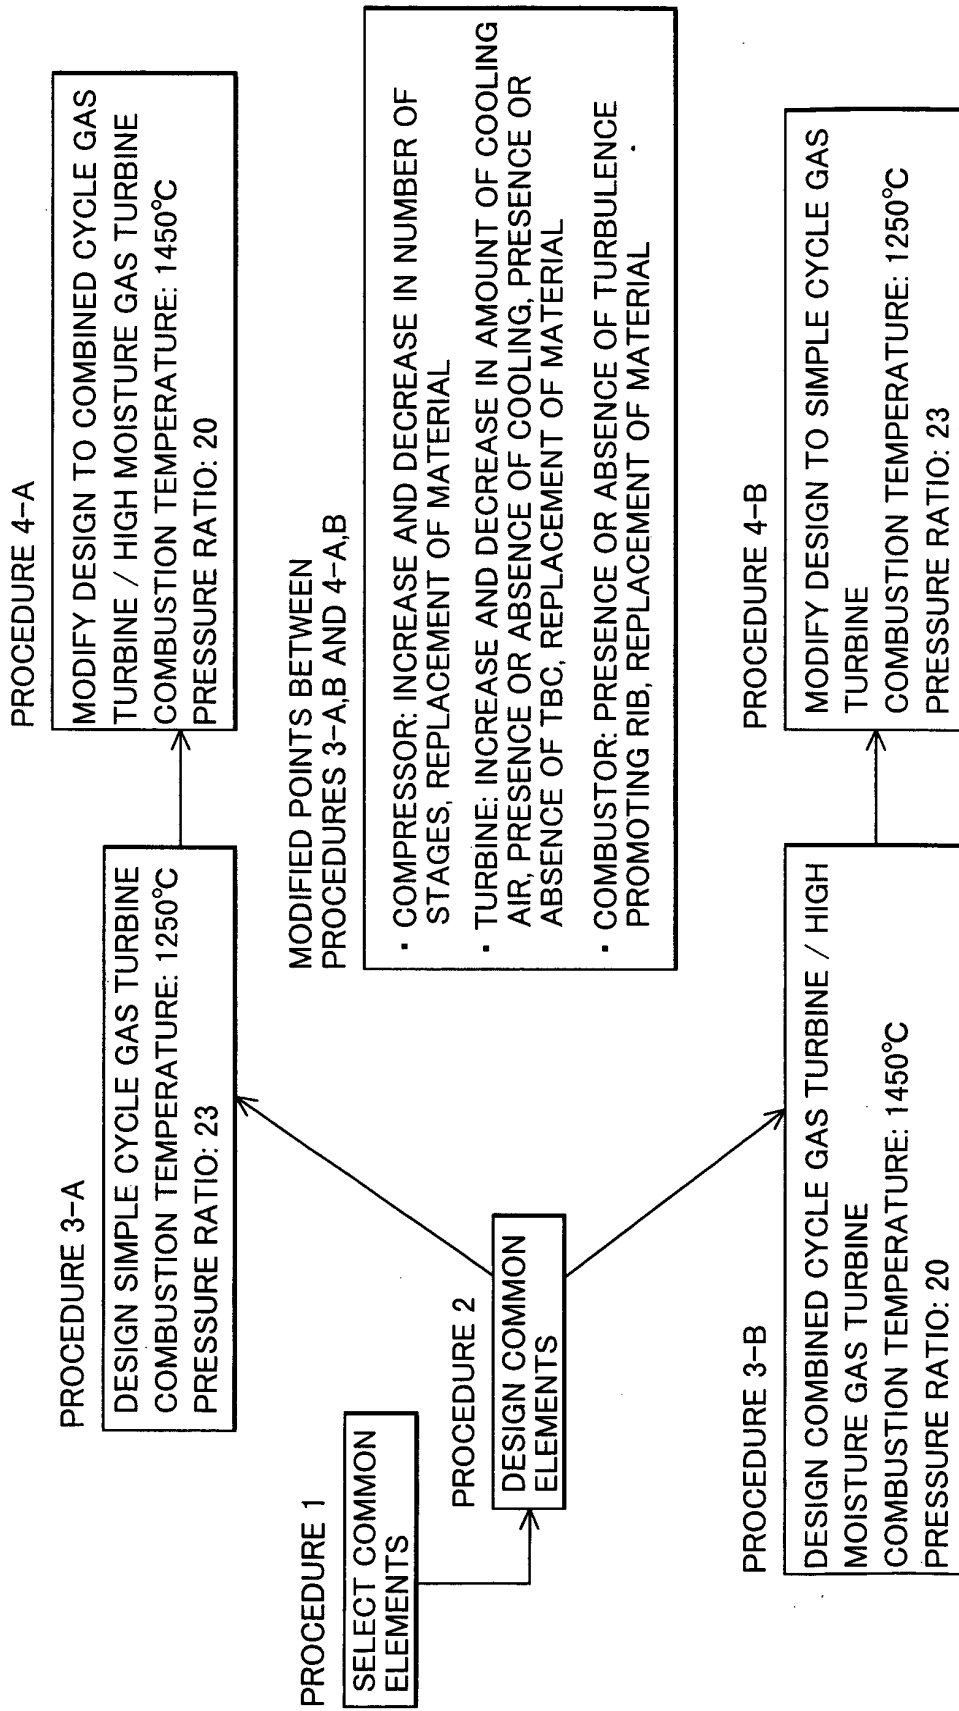 PROCEDURE 1
SELECT COMMON
ELEMENTS
PROCEDURE 2
DESIGN COMMON
ELEMENTS
PROCEDURE 3-A
DESIGN SIMPLE CYCLE GAS TURBINE
COMBUSTION TEMPERATURE: 1250°C
PRESSURE RATIO: 23
PROCEDURE 4-A
MODIFY DESIGN TO COMBINED CYCLE GAS
TURBINE / HIGH MOISTURE GAS TURBINE
COMBUSTION TEMPERATURE: 1450°C
PRESSURE RATIO: 20
MODIFIED POINTS BETWEEN
PROCEDURES 3-A,B AND 4-A,B
· COMPRESSOR: INCREASE AND DECREASE IN NUMBER OF
STAGES, REPLACEMENT OF MATERIAL
· TURBINE: INCREASE AND DECREASE IN AMOUNT OF COOLING
AIR, PRESENCE OR ABSENCE OF COOLING, PRESENCE OR
ABSENCE OF TBC, REPLACEMENT OF MATERIAL
· COMBUSTOR: PRESENCE OR ABSENCE OF TURBULENCE
PROMOTING RIB, REPLACEMENT OF MATERIAL
PROCEDURE 3-B
DESIGN COMBINED CYCLE GAS TURBINE / HIGH
MOISTURE GAS TURBINE
COMBUSTION TEMPERATURE: 1450°C
PRESSURE RATIO: 20
PROCEDURE 4-B
MODIFY DESIGN TO SIMPLE CYCLE GAS
TURBINE
COMBUSTION TEMPERATURE: 1250°C
PRESSURE RATIO: 23